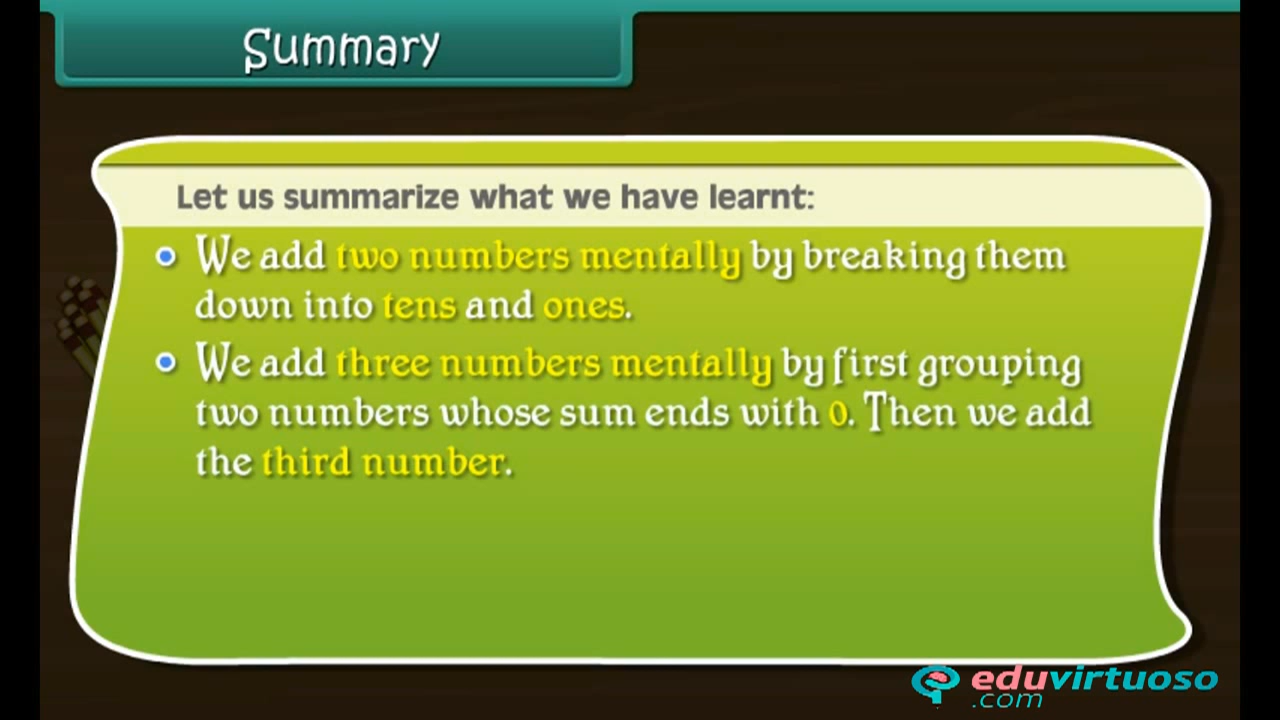 Summary
Let us summarize what we have learnt:
We add two numbers mentally by breaking them
down into tens and ones.
We add three numbers mentally by first grouping
two numbers whose sum ends with 0. Then we add
the third number.
eduvirtuoso
.com